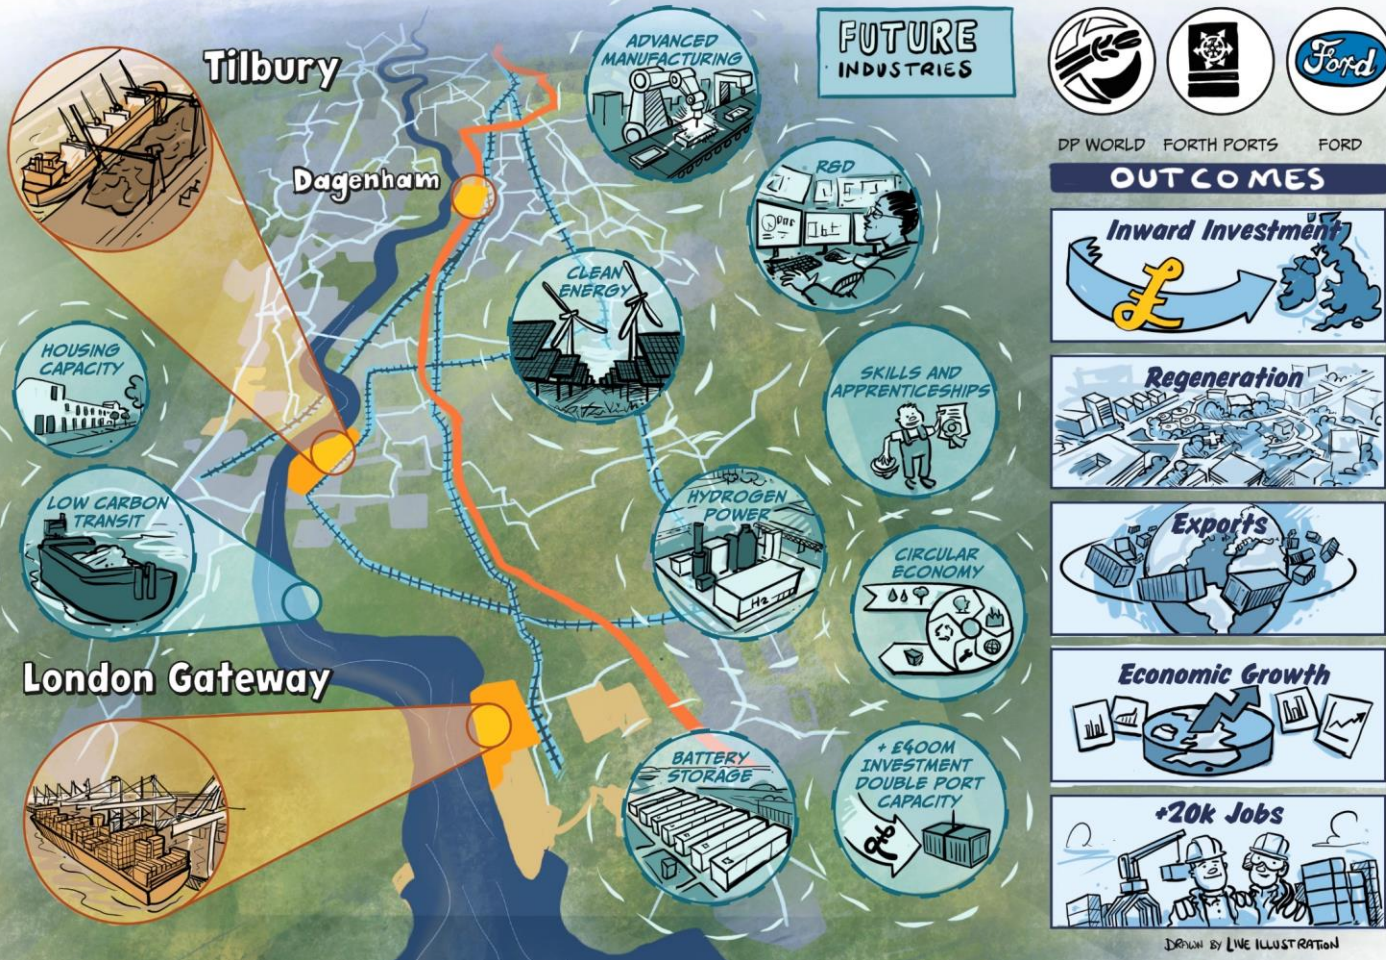 Tilbury
Dagenham
ADVANCED
MANUFACTURING
FUTURE
INDUSTRIES
Ford
DP WORLD
FORTH PORTS
FORD
OUTCOMES
R&D
CLEAN
ENERGY
HOUSING
CAPACITY
SKILLS AND
APPRENTICESHIPS
LOW CARBON
TRANSIT
HYDROGEN
POWER
H2
CIRCULAR
ECONOMY
London Gateway
BATTERY
STORAGE
+ £400M
INVESTMENT
DOUBLE PORT
CAPACITY
£
Inward Investment
£
Regeneration
Exports
Economic Growth
+20k Jobs
DRAWN BY LIVE ILLUSTRATION